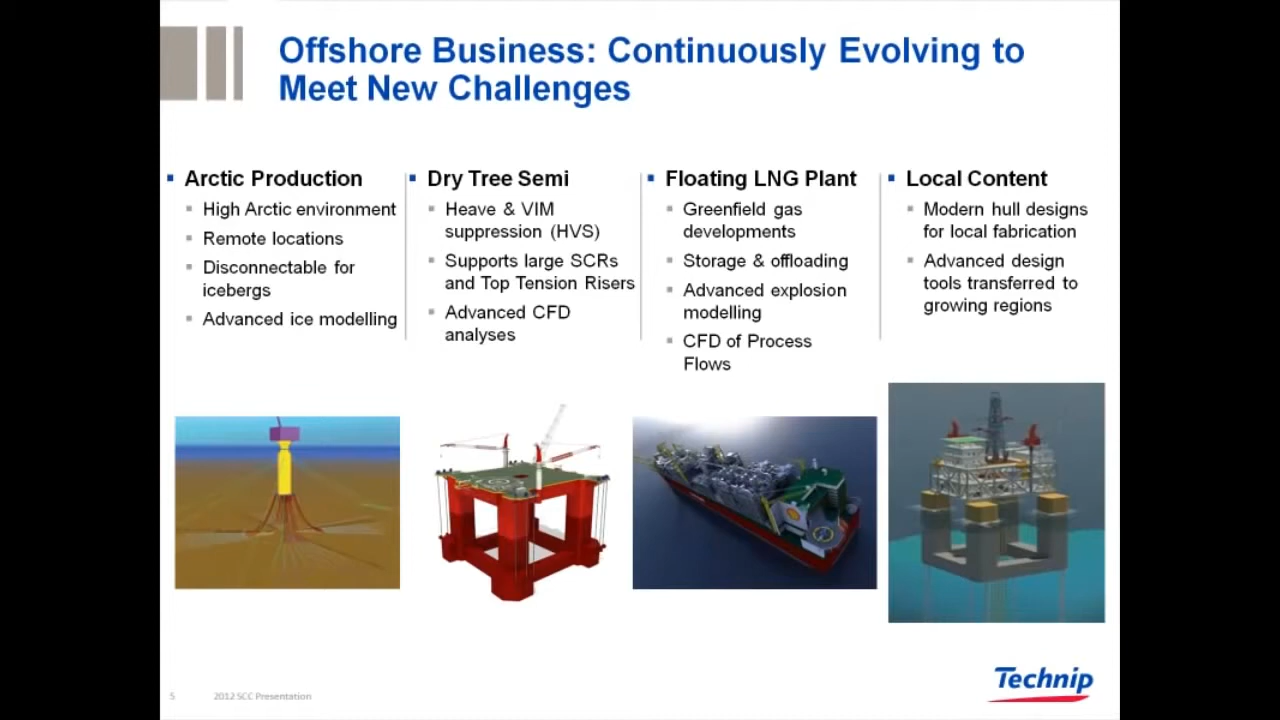 Offshore Business: Continuously Evolving to
Meet New Challenges
Arctic Production
High Arctic environment
Remote locations
Disconnectable for
icebergs
Advanced ice modelling
Dry Tree Semi
Heave & VIM
suppression (HVS)
Supports large SCRs
and Top Tension Risers
Advanced CFD
analyses
Floating LNG Plant
Greenfield gas
developments
Storage & offloading
Advanced explosion
modelling
CFD of Process
Flows
Local Content
Modern hull designs
for local fabrication
Advanced design
tools transferred to
growing regions
5
2012 SCC Presentation
Technip